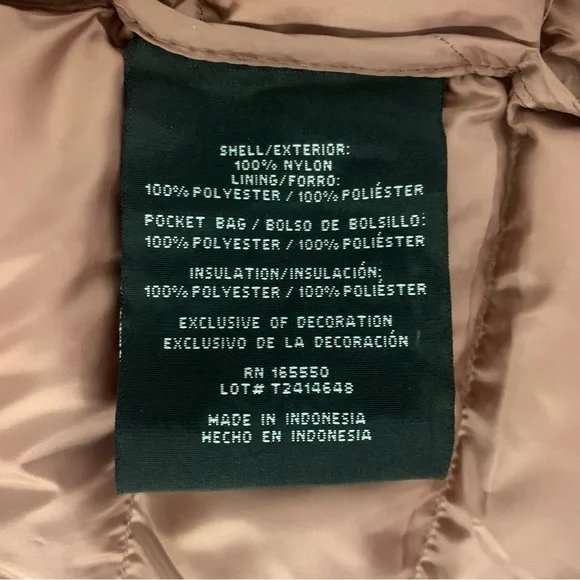 SHELL/EXTERIOR:
100% NYLON
LINING/FORRO:
100% POLYESTER / 100% POLIÉSTER
POCKET BAG / BOLSO DE BOLSILLO:
100% POLYESTER / 100% POLIÉSTER
INSULATION/INSULACIÓN:
100% POLYESTER / 100% POLIÉSTER
EXCLUSIVE OF DECORATION
EXCLUSIVO DE LA DECORACIÓN
RN 165550
LOT# T2414648
MADE IN INDONESIA
HECHO EN INDONESIA